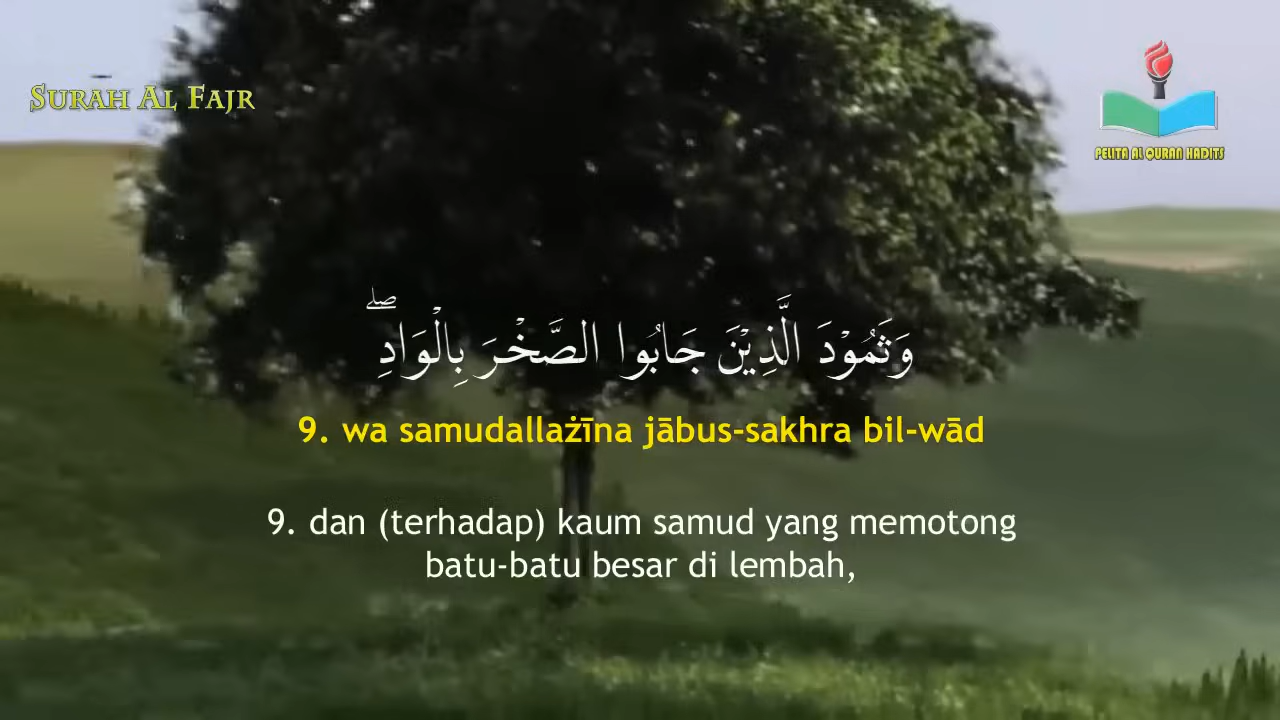 SURAH AL FAJR
PELITA AL QURAN HADITS
وَثَمُوْدَ الَّذِيْنَ جَابُوا الصَّخْرَ بِالْوَادِۖ
9. wa samudallażīna jābus-sakhra bil-wād
9. dan (terhadap) kaum samud yang memotong
batu-batu besar di lembah,